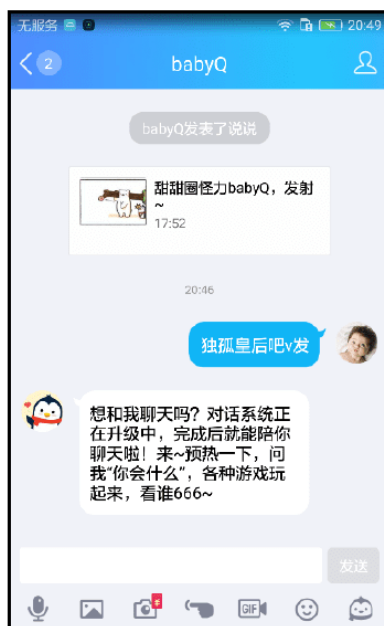 无服务 20:49
2 babyQ
babyQ发表了说说
甜甜圈怪力babyQ，发射
~
17:52
20:46
独孤皇后吧v发
想和我聊天吗？对话系统正
在升级中，完成后就能陪你
聊天啦！来~预热一下，问
我“你会什么”，各种游戏玩
起来，看谁666~
发送
GIF